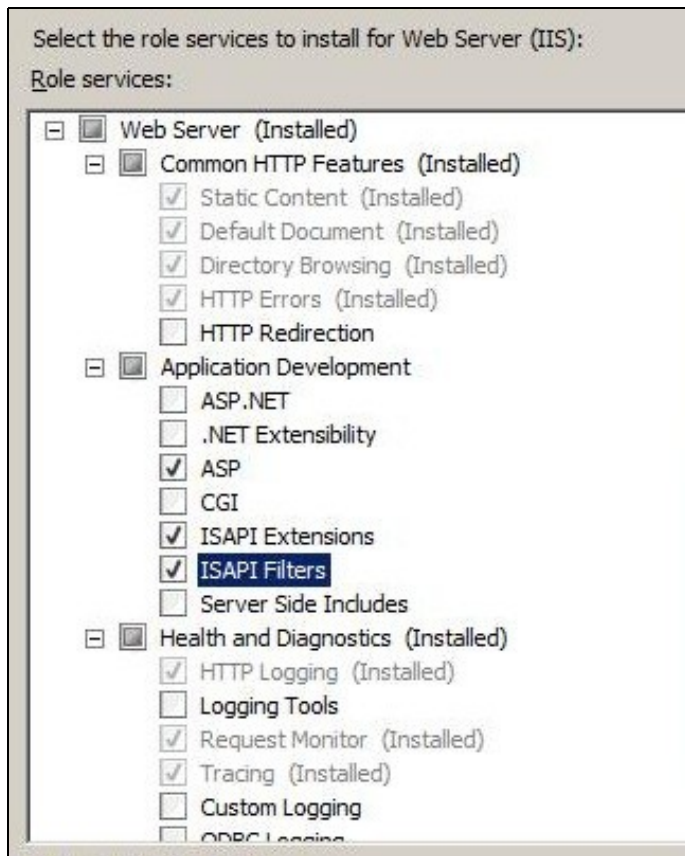 Select the role services to install for Web Server (IIS):
Role services:
Web Server (Installed)
Common HTTP Features (Installed)
Static Content (Installed)
Default Document (Installed)
Directory Browsing (Installed)
HTTP Errors (Installed)
HTTP Redirection
Application Development
ASP.NET
.NET Extensibility
ASP
CGI
ISAPI Extensions
ISAPI Filters
Server Side Includes
Health and Diagnostics (Installed)
HTTP Logging (Installed)
Logging Tools
Request Monitor (Installed)
Tracing (Installed)
Custom Logging
ODBC Logging